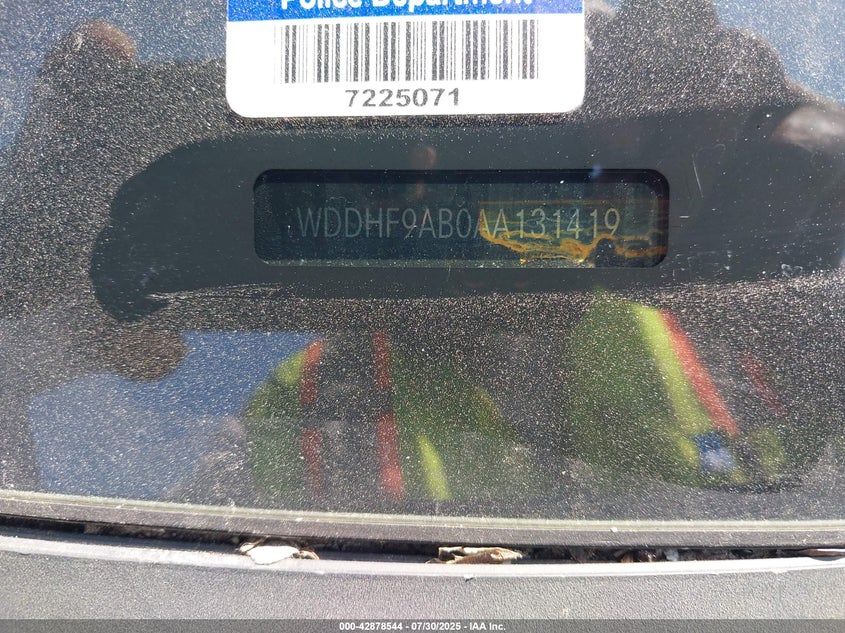 Police Department
7225071
WDDHF9AB0AA131419
000-42878544 | 07/30/2025 - IAA Inc.